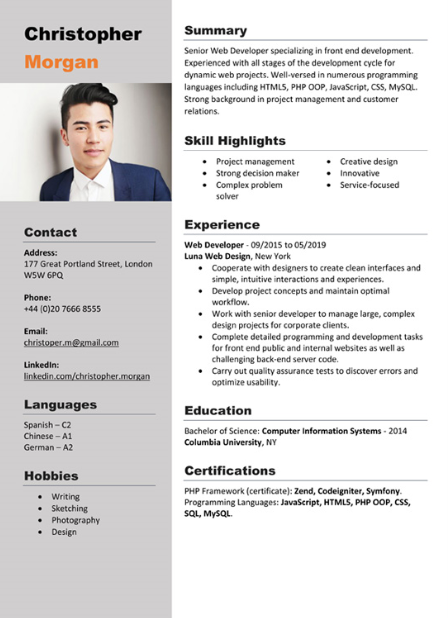 Christopher
Morgan
Contact
Address:
177 Great Portland Street, London
W5W 6PQ
Phone:
+44 (0)20 7666 8555
Email:
christoper.m@gmail.com
LinkedIn:
linkedin.com/christopher.morgan
Languages
Spanish – C2
Chinese – A1
German – A2
Hobbies
• Writing
• Sketching
• Photography
• Design
Summary
Senior Web Developer specializing in front end development.
Experienced with all stages of the development cycle for
dynamic web projects. Well-versed in numerous programming
languages including HTML5, PHP OOP, JavaScript, CSS, MySQL.
Strong background in project management and customer
relations.
Skill Highlights
• Project management
• Strong decision maker
• Complex problem
solver
• Creative design
• Innovative
• Service-focused
Experience
Web Developer - 09/2015 to 05/2019
Luna Web Design, New York
• Cooperate with designers to create clean interfaces and
simple, intuitive interactions and experiences.
• Develop project concepts and maintain optimal
workflow.
• Work with senior developer to manage large, complex
design projects for corporate clients.
• Complete detailed programming and development tasks
for front end public and internal websites as well as
challenging back-end server code.
• Carry out quality assurance tests to discover errors and
optimize usability.
Education
Bachelor of Science: Computer Information Systems - 2014
Columbia University, NY
Certifications
PHP Framework (certificate): Zend, Codeigniter, Symfony.
Programming Languages: JavaScript, HTML5, PHP OOP, CSS,
SQL, MySQL.